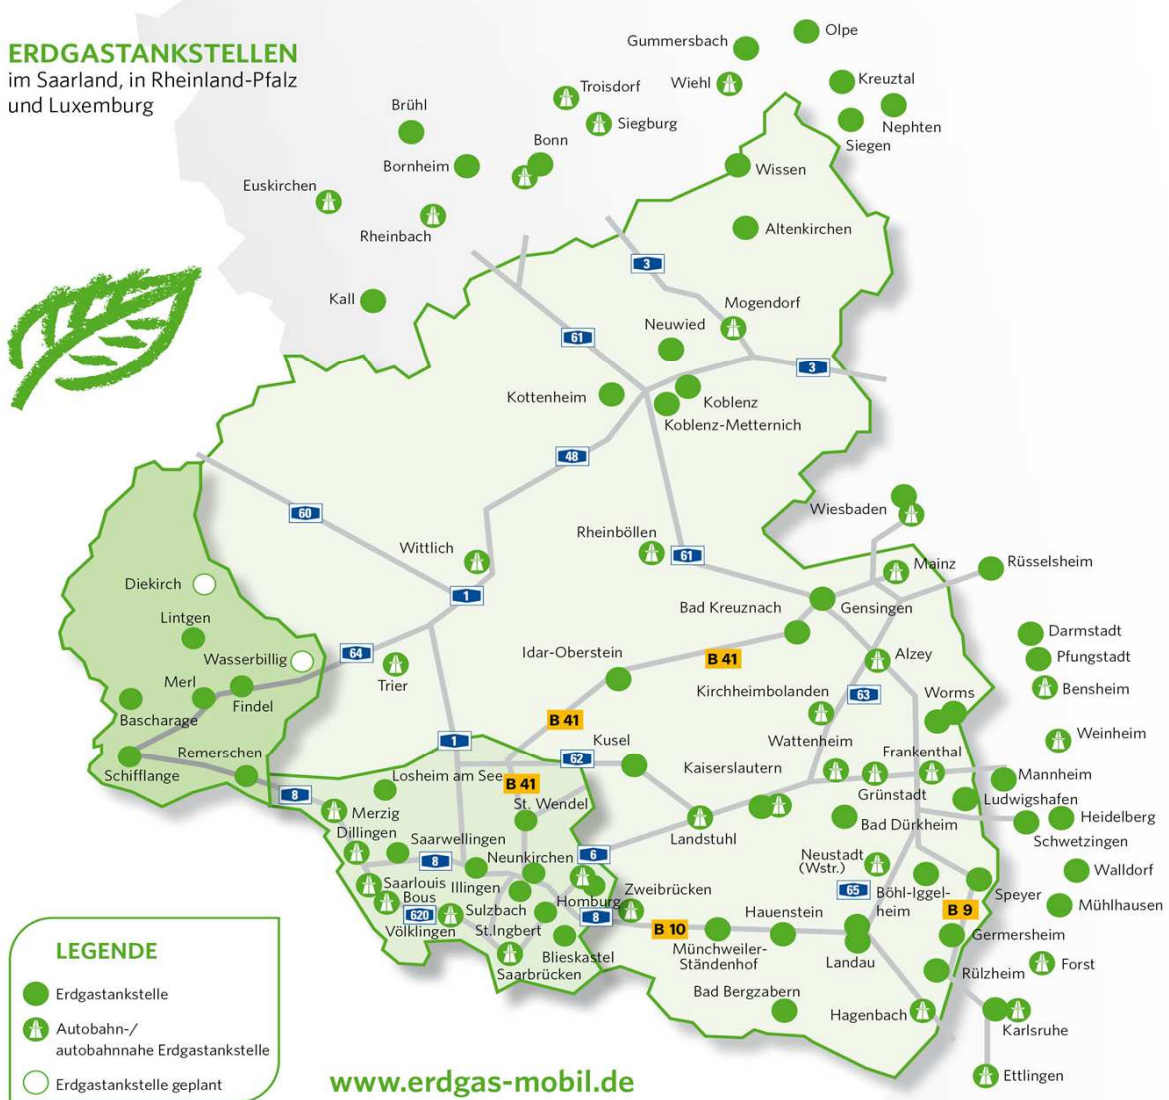 ERDGASTANKSTELLEN
im Saarland, in Rheinland-Pfalz
und Luxemburg
Olpe
Gummersbach
Kreuztal
Wiehl
Troisdorf
Nephten
Brühl
Siegburg
Siegen
Bonn
Bornheim
Wissen
Euskirchen
Rheinbach
Altenkirchen
3
Kall
Mogendorf
Neuwied
61
3
Kottenheim
Koblenz
Koblenz-Metternich
48
Wiesbaden
60
Rheinböllen
Wittlich
61
Mainz
Rüsselsheim
Diekirch
1
Bad Kreuznach
Gensingen
Lintgen
Darmstadt
Wasserbillig
64
Idar-Oberstein
B 41
Alzey
Pfungstadt
Merl
Trier
Kirchheimbolanden
63
Worms
Bensheim
Findel
Bascharage
B 41
Weinheim
1
Kusel
Wattenheim
Frankenthal
Remerschen
62
Kaiserslautern
Schifflange
Losheim am See
B 41
Grünstadt
Mannheim
8
St. Wendel
Ludwigshafen
Merzig
Heidelberg
Dillingen
Landstuhl
Bad Dürkheim
Schwetzingen
Saarwellingen
8
Neunkirchen
6
Neustadt
(Wstr.)
Walldorf
Saarlouis
Illingen
Zweibrücken
65
Böhl-Iggel-
heim
Speyer
Bous
Homburg
Mühlhausen
620
Sulzbach
Hauenstein
B 9
8
Völklingen
St.Ingbert
B 10
Germersheim
Münchweiler-
Ständenhof
Blieskastel
Landau
Forst
Saarbrücken
Rülzheim
Bad Bergzabern
Hagenbach
Karlsruhe
Ettlingen
LEGENDE
Erdgastankstelle
Autobahn-/
autobahnnahe Erdgastankstelle
Erdgastankstelle geplant
www.erdgas-mobil.de